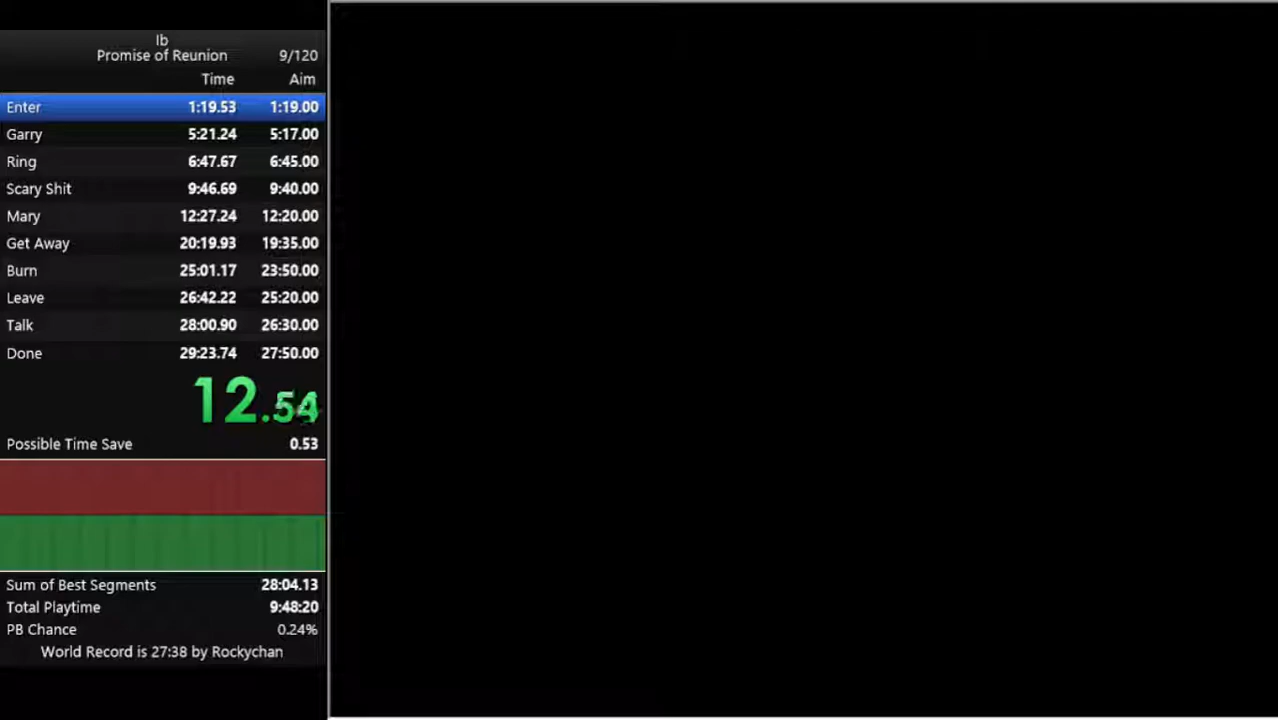 Ib
Promise of Reunion 9/120
Time Aim
Enter 1:19.53 1:19.00
Garry 5:21.24 5:17.00
Ring 6:47.67 6:45.00
Scary Shit 9:46.69 9:40.00
Mary 12:27.24 12:20.00
Get Away 20:19.93 19:35.00
Burn 25:01.17 23:50.00
Leave 26:42.22 25:20.00
Talk 28:00.90 26:30.00
Done 29:23.74 27:50.00
12.54
Possible Time Save 0.53
Sum of Best Segments 28:04.13
Total Playtime 9:48:20
PB Chance 0.24%
World Record is 27:38 by Rockychan